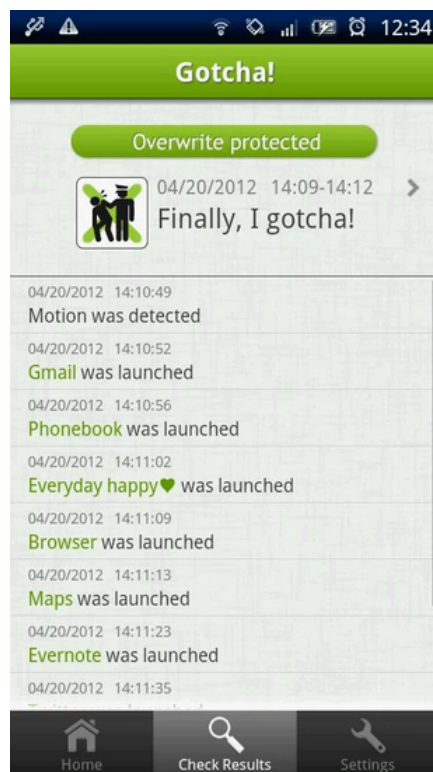 12:34
Gotcha!
Overwrite protected
04/20/2012 14:09-14:12
Finally, I gotcha!
04/20/2012 14:10:49
Motion was detected
04/20/2012 14:10:52
Gmail was launched
04/20/2012 14:10:56
Phonebook was launched
04/20/2012 14:11:02
Everyday happy♥ was launched
04/20/2012 14:11:09
Browser was launched
04/20/2012 14:11:13
Maps was launched
04/20/2012 14:11:23
Evernote was launched
04/20/2012 14:11:35
Home
Check Results
Settings